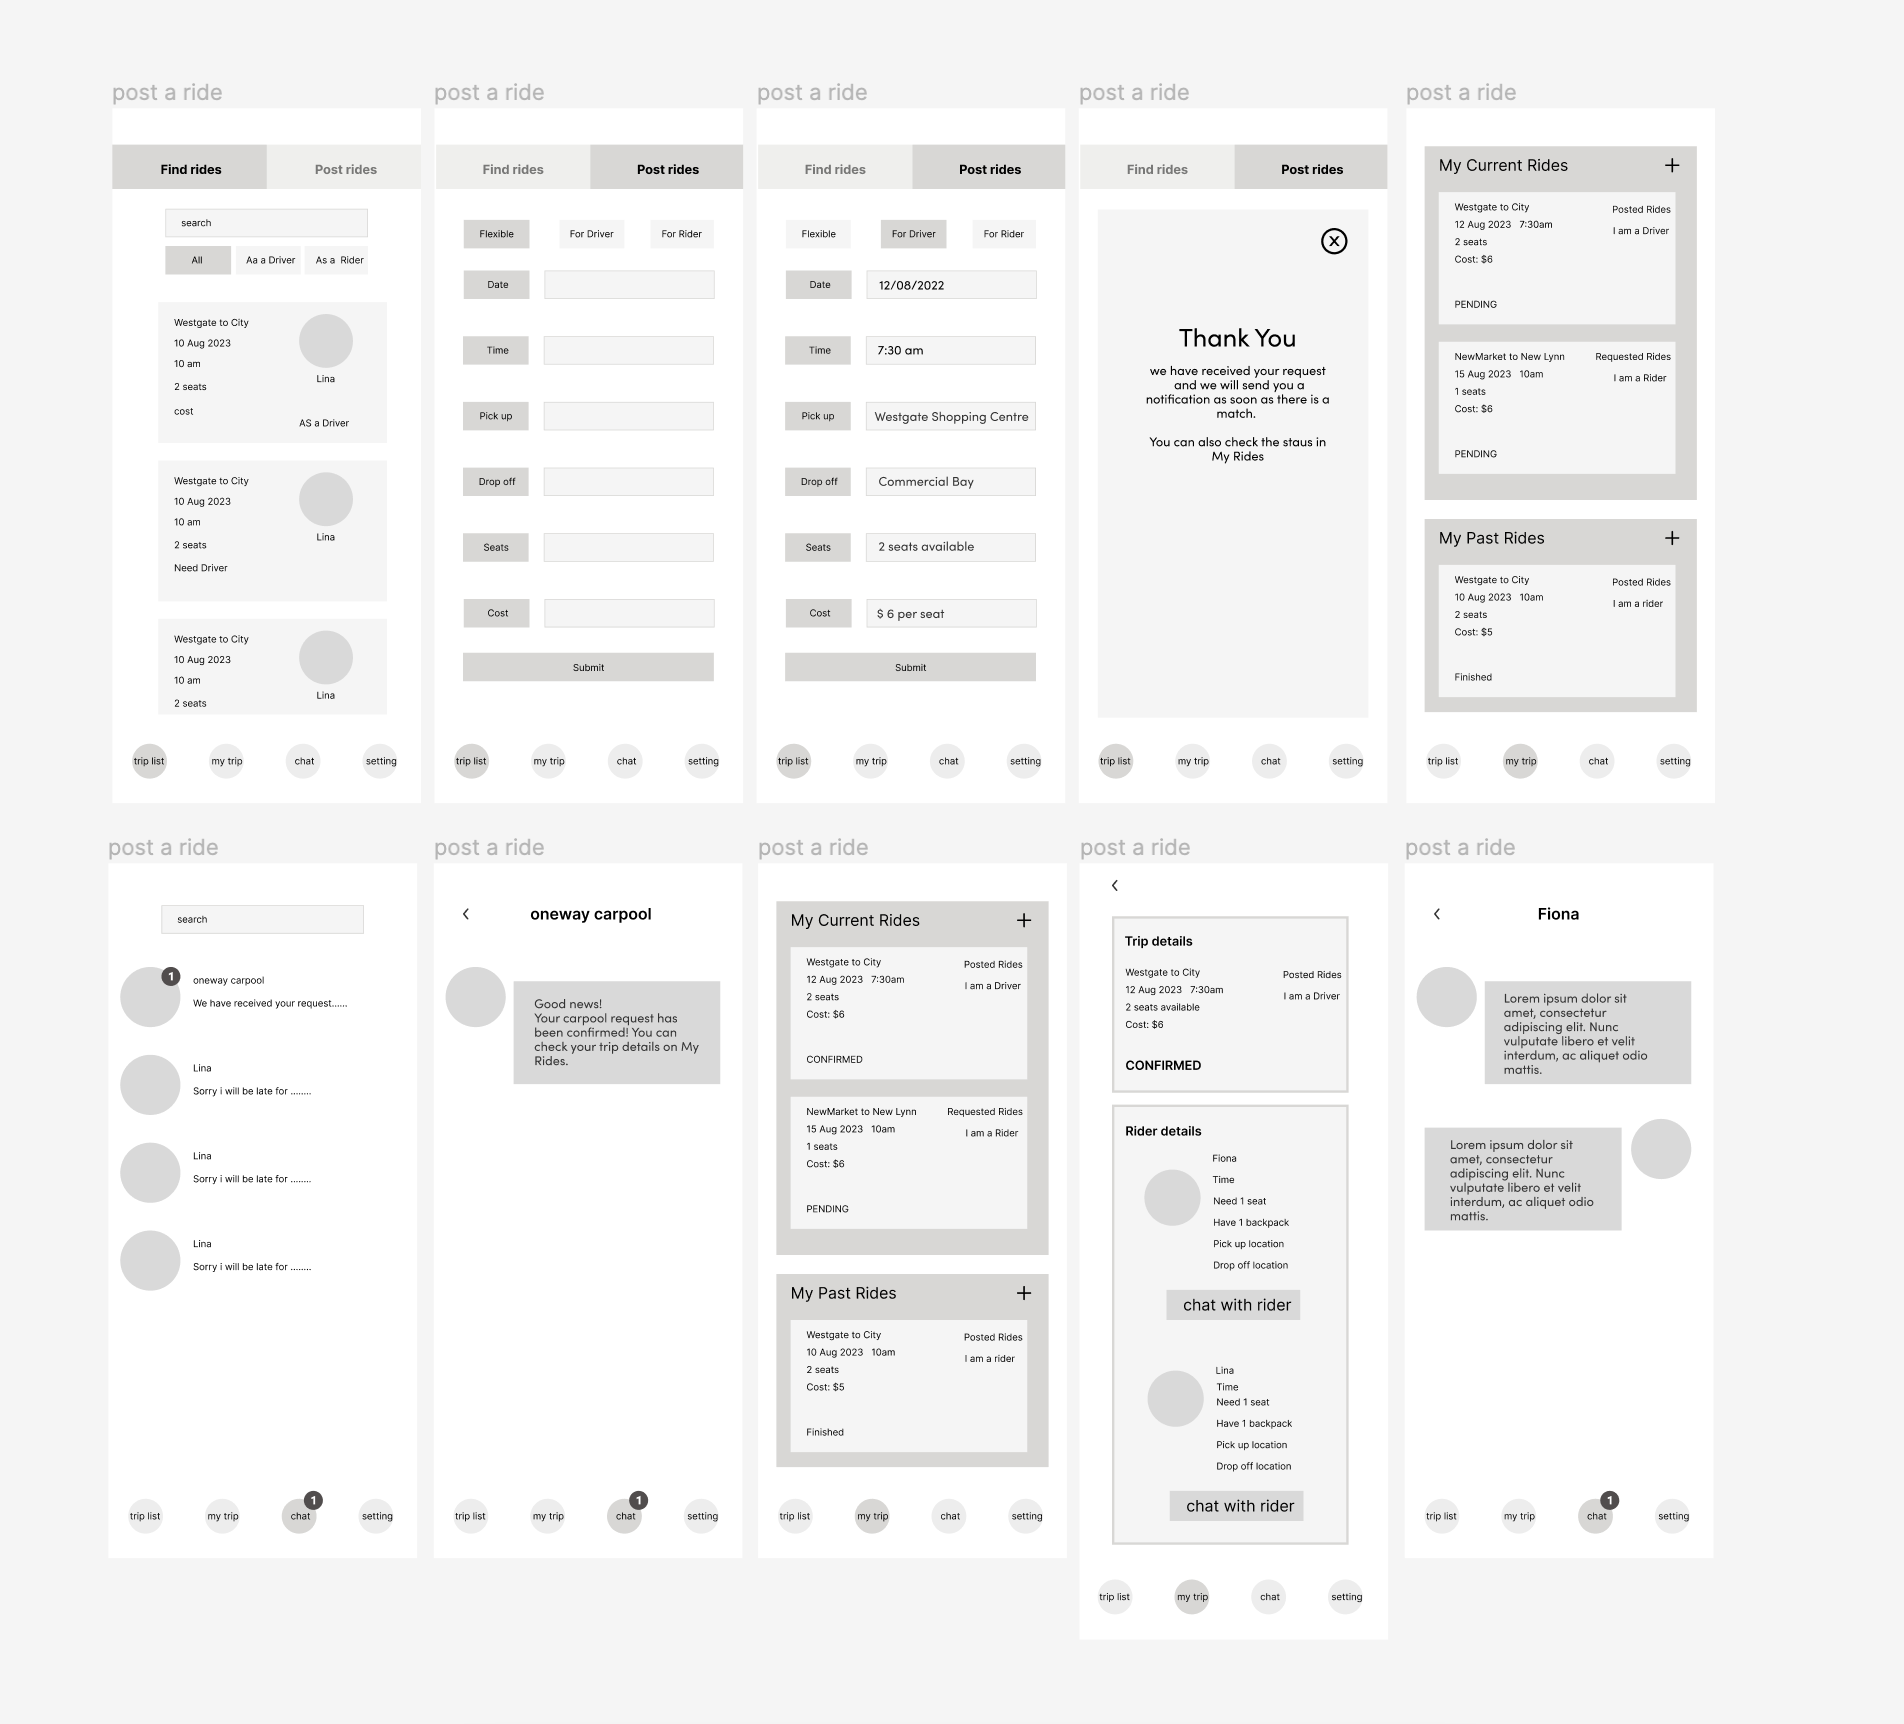 post a ride
Find rides
Post rides
search
All
Aa a Driver
As a Rider
Westgate to City
10 Aug 2023
10 am
2 seats
cost
Lina
AS a Driver
Westgate to City
10 Aug 2023
10 am
2 seats
Need Driver
Lina
Westgate to City
10 Aug 2023
10 am
2 seats
Lina
trip list
my trip
chat
setting
post a ride
Find rides
Post rides
Flexible
For Driver
For Rider
Date
Time
Pick up
Drop off
Seats
Cost
Submit
trip list
my trip
chat
setting
post a ride
Find rides
Post rides
Flexible
For Driver
For Rider
Date
12/08/2022
Time
7:30 am
Pick up
Westgate Shopping Centre
Drop off
Commercial Bay
Seats
2 seats available
Cost
$ 6 per seat
Submit
trip list
my trip
chat
setting
post a ride
Find rides
Post rides
X
Thank You
we have received your request
and we will send you a
notification as soon as there is a
match.
You can also check the staus in
My Rides
trip list
my trip
chat
setting
post a ride
My Current Rides
+
Westgate to City
12 Aug 2023 7:30am
2 seats
Cost: $6
Posted Rides
I am a Driver
PENDING
NewMarket to New Lynn
15 Aug 2023 10am
1 seats
Cost: $6
Requested Rides
I am a Rider
PENDING
My Past Rides
+
Westgate to City
10 Aug 2023 10am
2 seats
Cost: $5
Posted Rides
I am a rider
Finished
trip list
my trip
chat
setting
post a ride
search
1
oneway carpool
We have received your request......
Lina
Sorry i will be late for ........
Lina
Sorry i will be late for ........
Lina
Sorry i will be late for ........
trip list
my trip
chat
1
setting
post a ride
oneway carpool
Good news!
Your carpool request has
been confirmed! You can
check your trip details on My
Rides.
trip list
my trip
chat
1
setting
post a ride
My Current Rides
+
Westgate to City
12 Aug 2023 7:30am
2 seats
Cost: $6
Posted Rides
I am a Driver
CONFIRMED
NewMarket to New Lynn
15 Aug 2023 10am
1 seats
Cost: $6
Requested Rides
I am a Rider
PENDING
My Past Rides
+
Westgate to City
10 Aug 2023 10am
2 seats
Cost: $5
Posted Rides
I am a rider
Finished
trip list
my trip
chat
setting
post a ride
Trip details
Westgate to City
12 Aug 2023 7:30am
2 seats available
Cost: $6
Posted Rides
I am a Driver
CONFIRMED
Rider details
Fiona
Time
Need 1 seat
Have 1 backpack
Pick up location
Drop off location
chat with rider
Lina
Time
Need 1 seat
Have 1 backpack
Pick up location
Drop off location
chat with rider
trip list
my trip
chat
setting
post a ride
Fiona
Lorem ipsum dolor sit
amet, consectetur
adipiscing elit. Nunc
vulputate libero et velit
interdum, ac aliquet odio
mattis.
Lorem ipsum dolor sit
amet, consectetur
adipiscing elit. Nunc
vulputate libero et velit
interdum, ac aliquet odio
mattis.
trip list
my trip
chat
1
setting